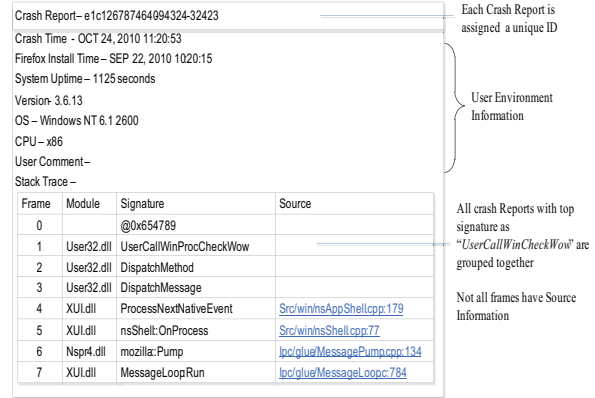 Crash Report– e1c126787464094324-32423
Crash Time - OCT 24, 2010 11:20:53
Firefox Install Time – SEP 22, 2010 10:20:15
System Uptime – 1125 seconds
Version- 3.6.13
OS – Windows NT 6.1 2600
CPU – x86
User Comment –
Stack Trace –
Frame Module Signature Source
0 @0x654789
1 User32.dll UserCallWinProcCheckWow
2 User32.dll DispatchMethod
3 User32.dll DispatchMessage
4 XUI.dll ProcessNextNativeEvent Src/win/nsAppShell.cpp:179
5 XUI.dll nsShell::OnProcess Src/win/nsShell.cpp:77
6 Nspr4.dll mozilla::Pump Ipc/glue/MessagePump.cpp:134
7 XUI.dll MessageLoopRun Ipc/glue/MessageLoopc:784
Each Crash Report is
assigned a unique ID
User Environment
Information
All crash Reports with top
signature as
“UserCallWinCheckWow” are
grouped together
Not all frames have Source
Information